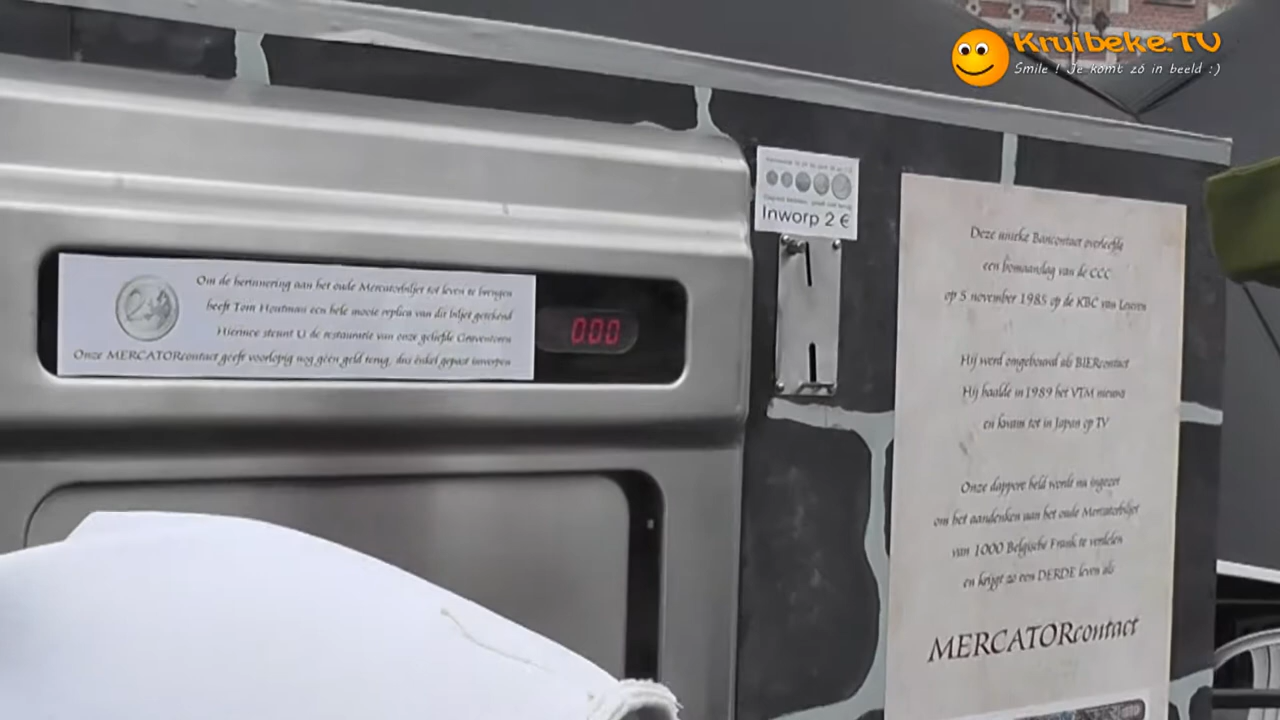 Kruibeke.TV
Smile ! Je komt zó in beeld :)
Inworp 2 €
Om de herinnering aan het oude Mercatorbiljet tot leven te brengen
heeft Tom Houtman een hele mooie replica van dit biljet getekend
Hiermee steunt U de restauratie van onze geliefde Graventoren
Onze MERCATORcontact geeft voorlopig nog géén geld terug, dus enkel gepast inwerpen
000
Deze unieke Bancontact overleefde
een bomaanslag van de CCC
op 5 november 1985 op de KBC van Leuven
Hij werd omgebouwd als BIERcontact
Hij haalde in 1989 het VTM nieuws
en kwam tot in Japan op TV
Onze dappere held wordt nu ingezet
om het aandenken aan het oude Mercatorbiljet
van 1000 Belgische Frank te verdelen
en krijgt zo een DERDE leven als
MERCATORcontact